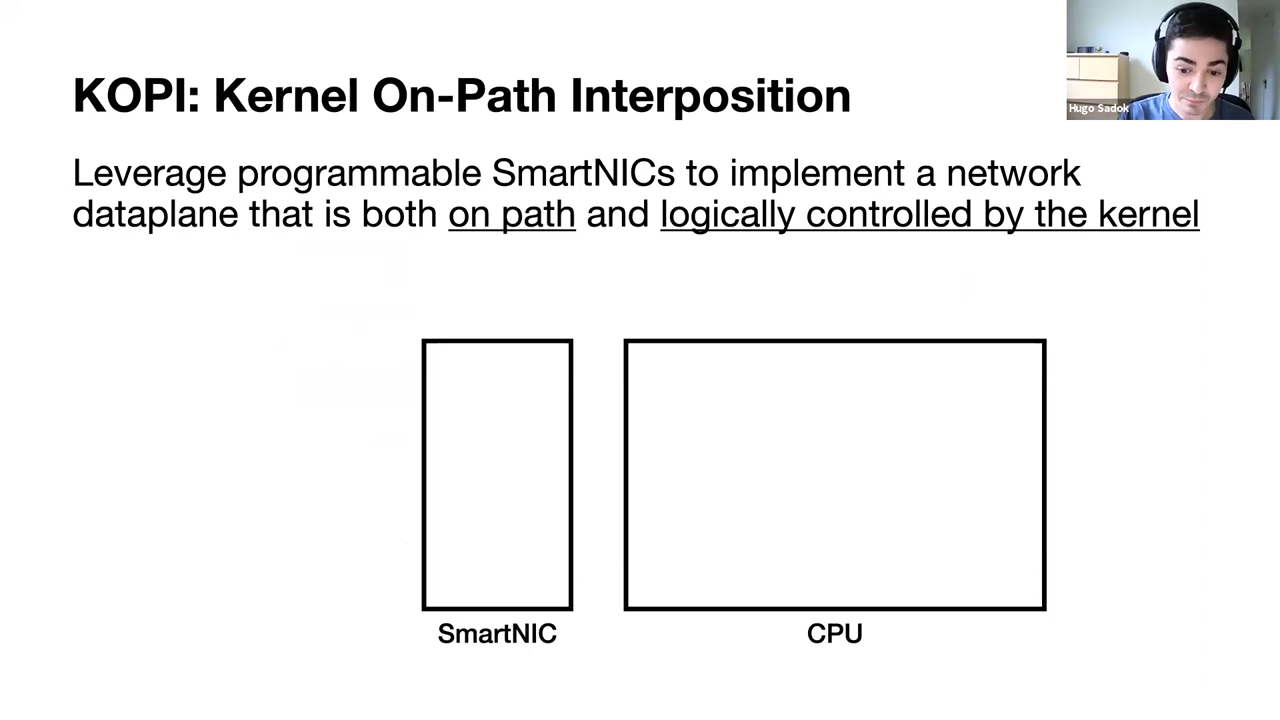 KOPI: Kernel On-Path Interposition
Hugo Sadok
Leverage programmable SmartNICs to implement a network
dataplane that is both on path and logically controlled by the kernel
SmartNIC
CPU